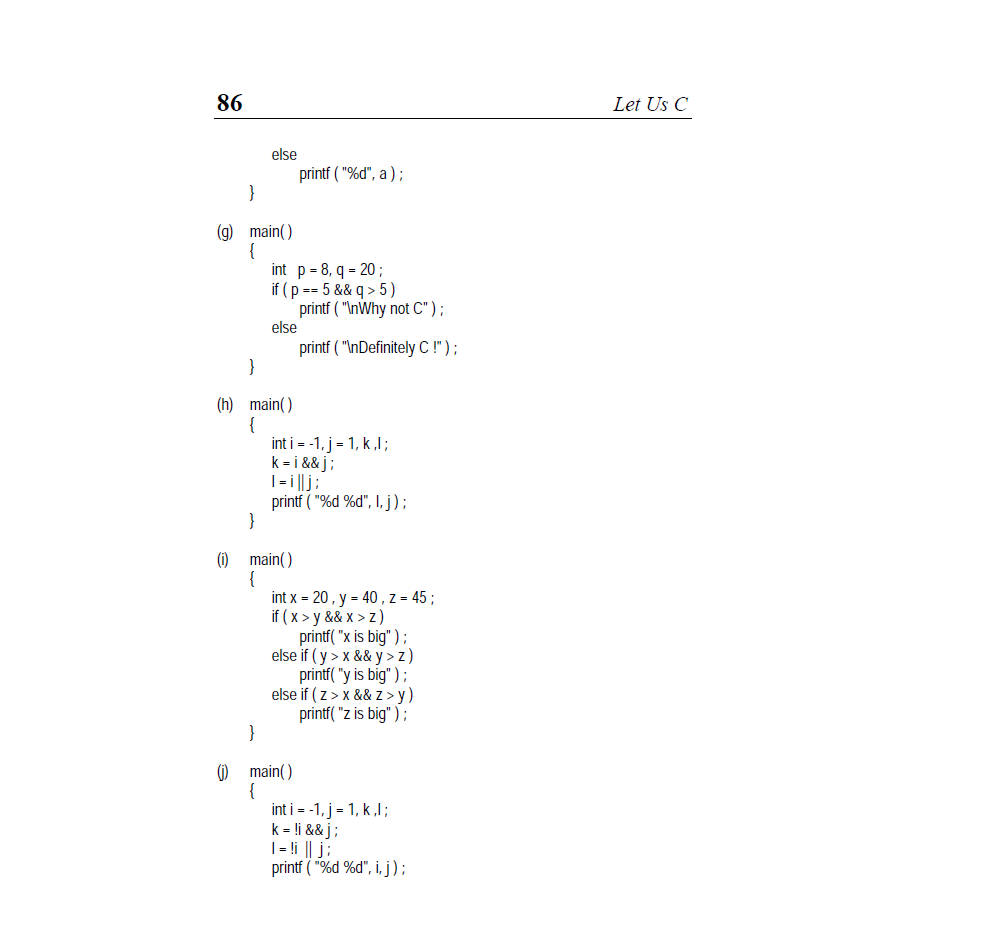 86 Let Us C
else
printf ( "%d", a ) ;
}
(g) main( )
{
int p = 8, q = 20 ;
if ( p == 5 && q > 5 )
printf ( "\nWhy not C" ) ;
else
printf ( "\nDefinitely C !" ) ;
}
(h) main( )
{
int i = -1, j = 1, k ,l ;
k = i && j ;
l = i || j ;
printf ( "%d %d", I, j ) ;
}
(i) main( )
{
int x = 20 , y = 40 , z = 45 ;
if ( x > y && x > z )
printf( "x is big" ) ;
else if ( y > x && y > z )
printf( "y is big" ) ;
else if ( z > x && z > y )
printf( "z is big" ) ;
}
(j) main( )
{
int i = -1, j = 1, k ,l ;
k = !i && j ;
l = !i || j ;
printf ( "%d %d", i, j ) ;